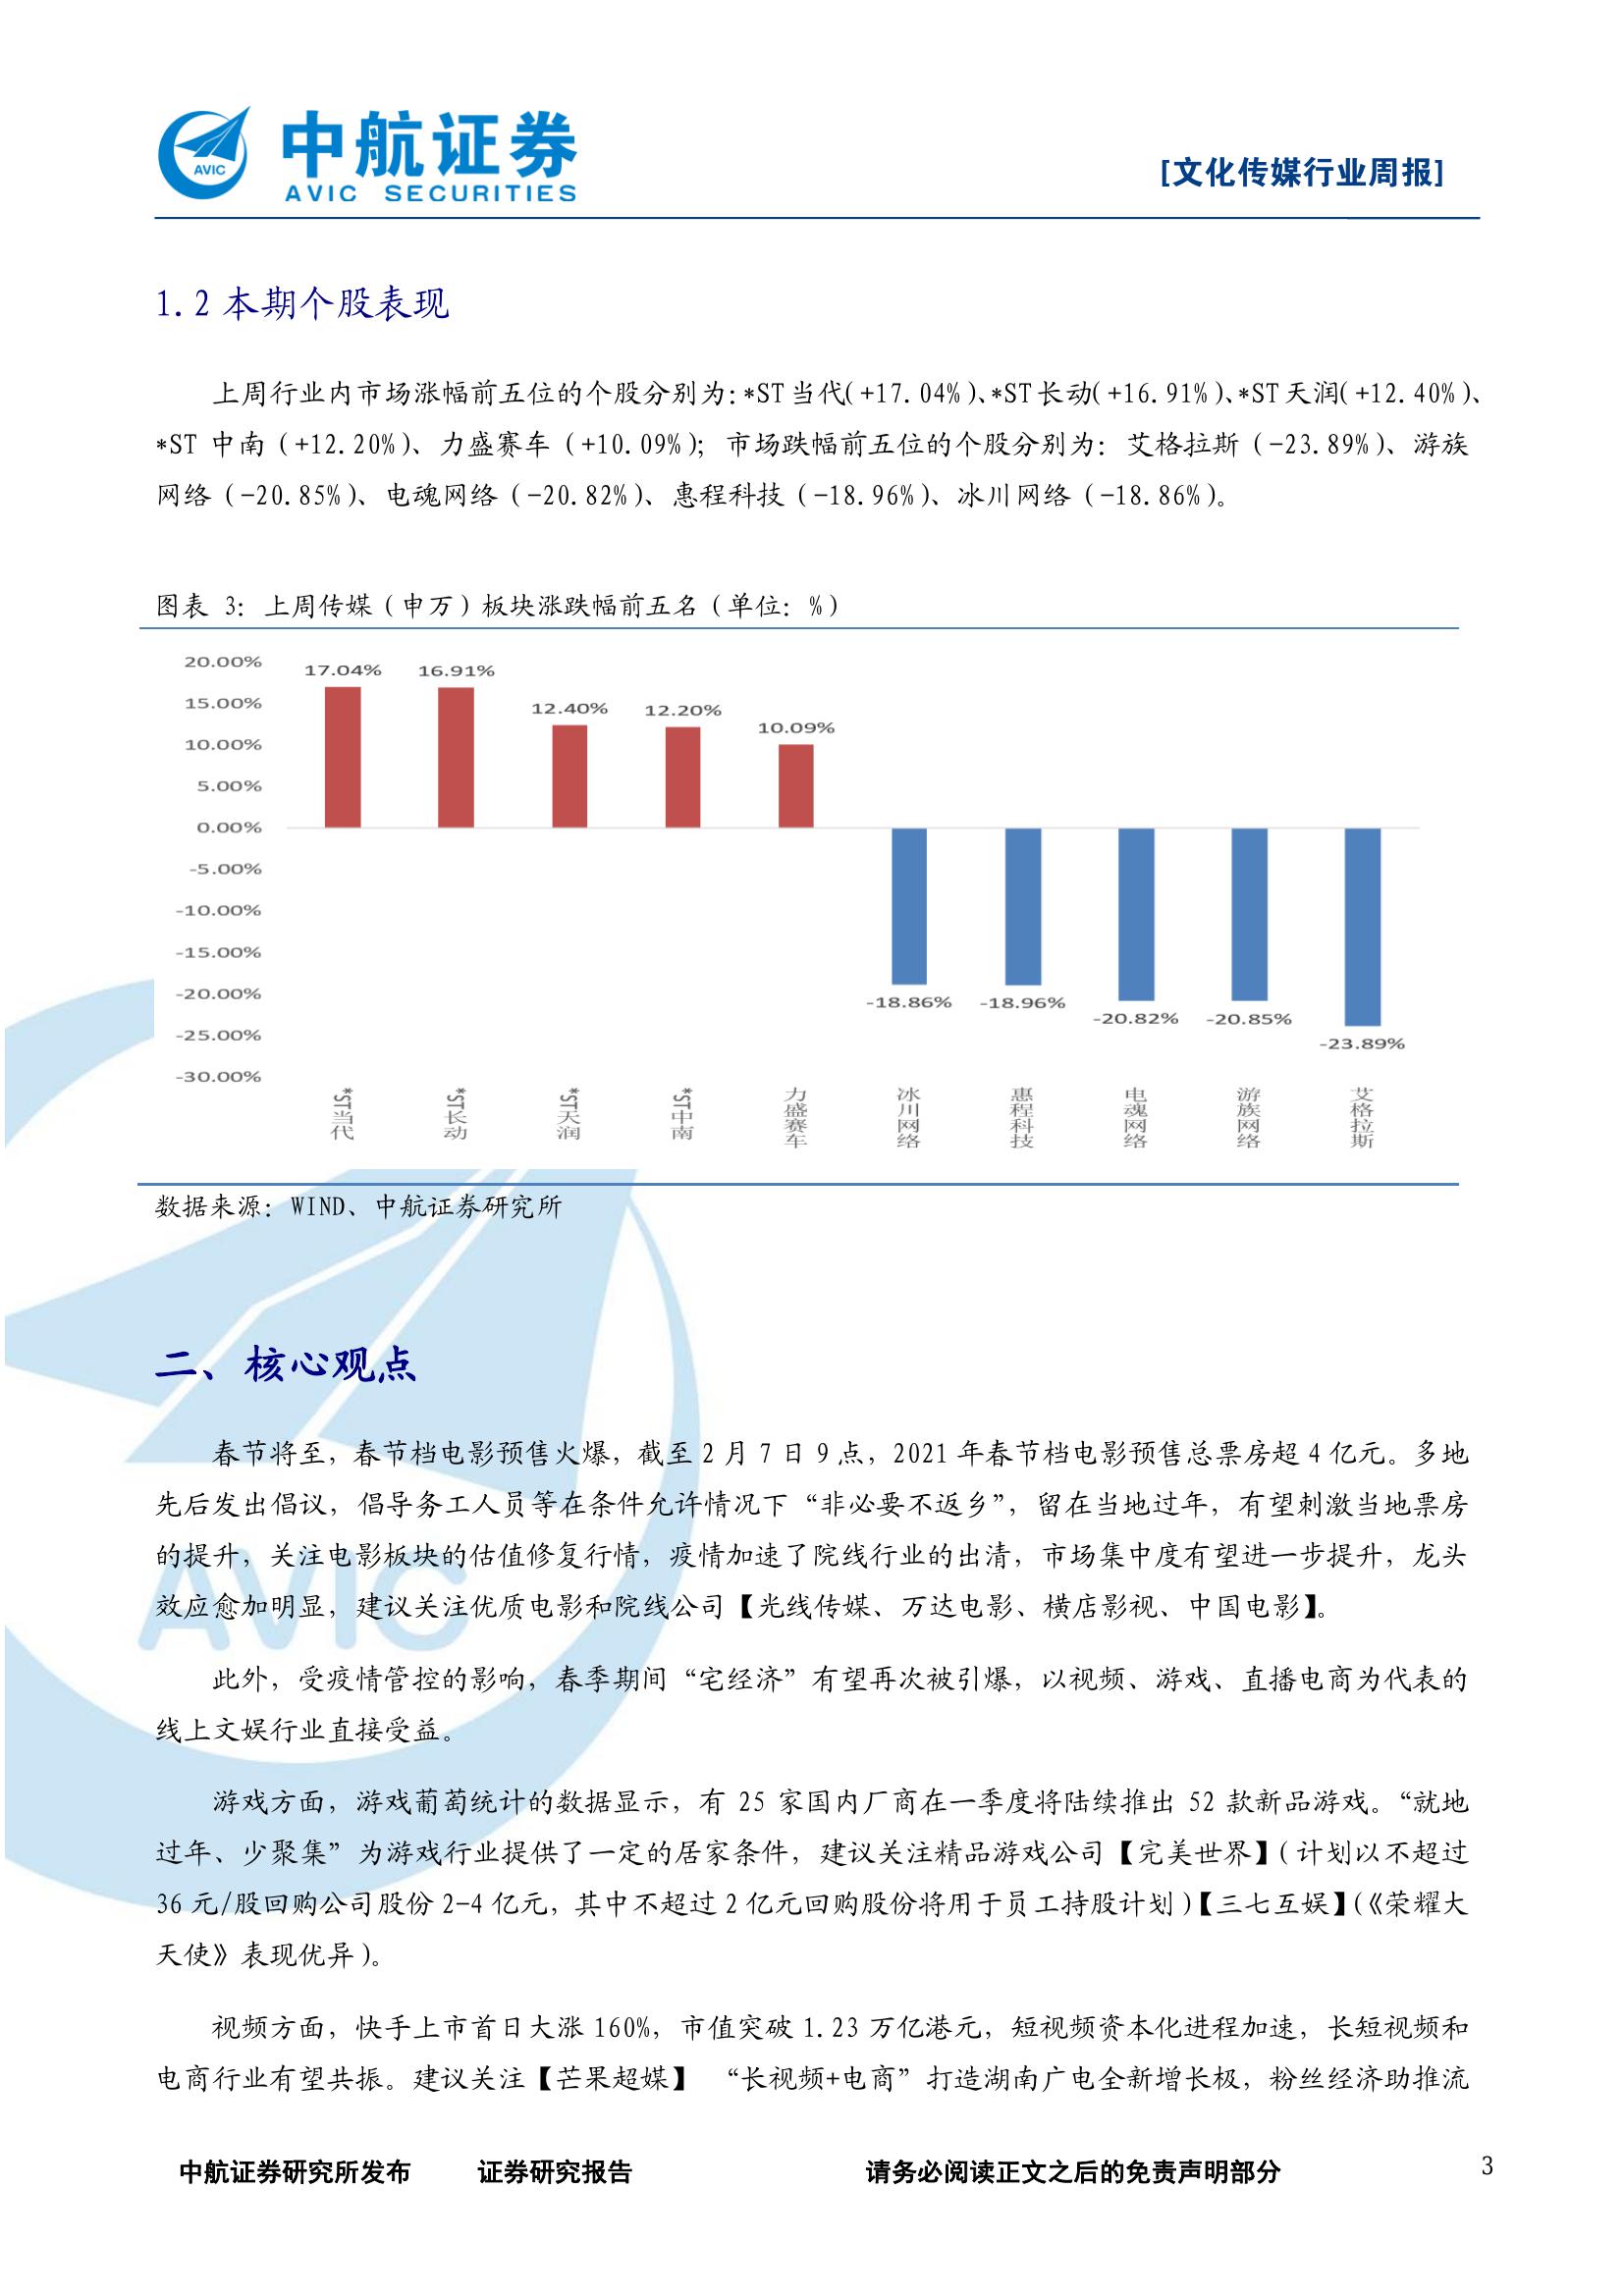 中航证券
AVIC SECURITIES
AVIC
[文化传媒行业周报]
1.2 本期个股表现
上周行业内市场涨幅前五位的个股分别为：*ST 当代（+17.04%）、*ST 长动（+16.91%）、*ST 天润（+12.40%）、
*ST 中南（+12.20%）、力盛赛车（+10.09%）；市场跌幅前五位的个股分别为：艾格拉斯（-23.89%）、游族
网络（-20.85%）、电魂网络（-20.82%）、惠程科技（-18.96%）、冰川网络（-18.86%）。
图表 3：上周传媒（申万）板块涨跌幅前五名（单位：%）
20.00%
15.00%
10.00%
5.00%
0.00%
-5.00%
-10.00%
-15.00%
-20.00%
-25.00%
-30.00%
17.04%
16.91%
12.40%
12.20%
10.09%
-18.86%
-18.96%
-20.82%
-20.85%
-23.89%
*ST当代
*ST长动
*ST天润
*ST中南
力盛赛车
冰川网络
惠程科技
电魂网络
游族网络
艾格拉斯
数据来源：WIND、中航证券研究所
二、核心观点
春节将至，春节档电影预售火爆，截至 2 月 7 日 9 点，2021 年春节档电影预售总票房超 4 亿元。多地
先后发出倡议，倡导务工人员等在条件允许情况下“非必要不返乡”，留在当地过年，有望刺激当地票房
的提升，关注电影板块的估值修复行情，疫情加速了院线行业的出清，市场集中度有望进一步提升，龙头
效应愈加明显，建议关注优质电影和院线公司【光线传媒、万达电影、横店影视、中国电影】。
此外，受疫情管控的影响，春季期间“宅经济”有望再次被引爆，以视频、游戏、直播电商为代表的
线上文娱行业直接受益。
游戏方面，游戏葡萄统计的数据显示，有 25 家国内厂商在一季度将陆续推出 52 款新品游戏。“就地
过年、少聚集”为游戏行业提供了一定的居家条件，建议关注精品游戏公司【完美世界】（计划以不超过
36 元/股回购公司股份 2-4 亿元，其中不超过 2 亿元回购股份将用于员工持股计划）【三七互娱】（《荣耀大
天使》表现优异）。
视频方面，快手上市首日大涨 160%，市值突破 1.23 万亿港元，短视频资本化进程加速，长短视频和
电商行业有望共振。建议关注【芒果超媒】 “长视频+电商”打造湖南广电全新增长极，粉丝经济助推流
AVIC
中航证券研究所发布 证券研究报告 请务必阅读正文之后的免责声明部分 3